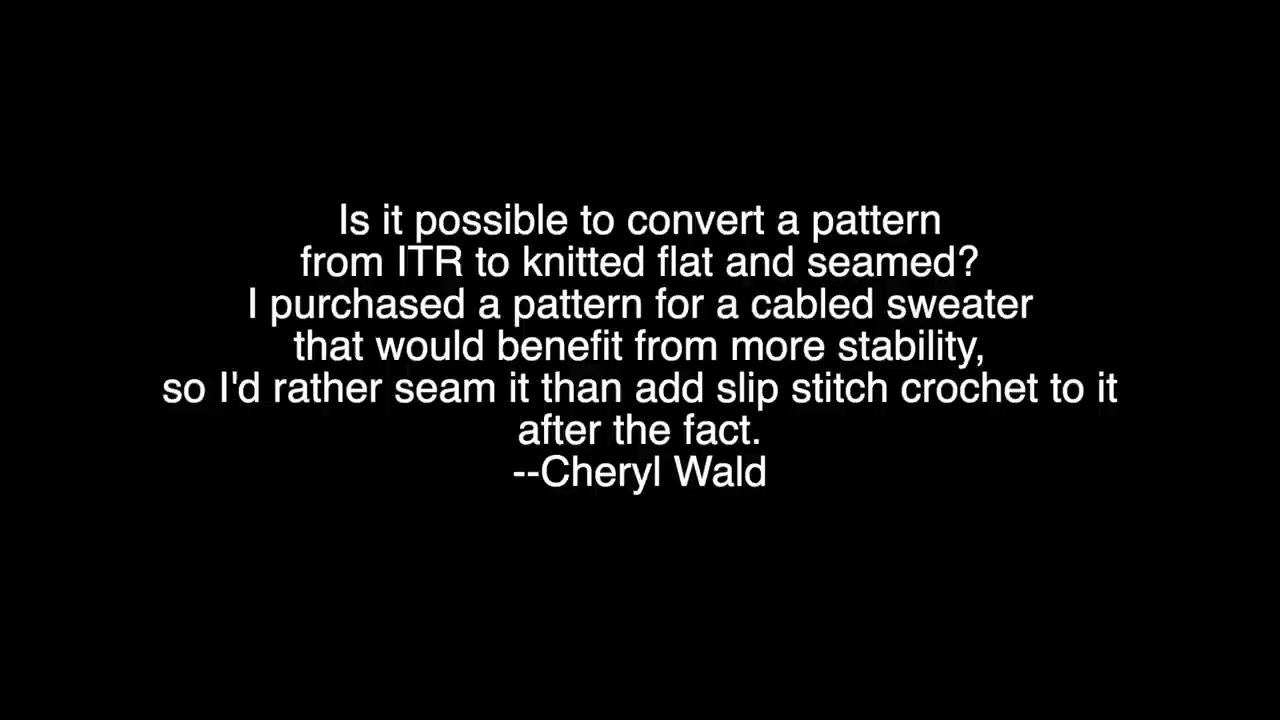 Is it possible to convert a pattern
from ITR to knitted flat and seamed?
I purchased a pattern for a cabled sweater
that would benefit from more stability,
so I'd rather seam it than add slip stitch crochet to it
after the fact.
--Cheryl Wald